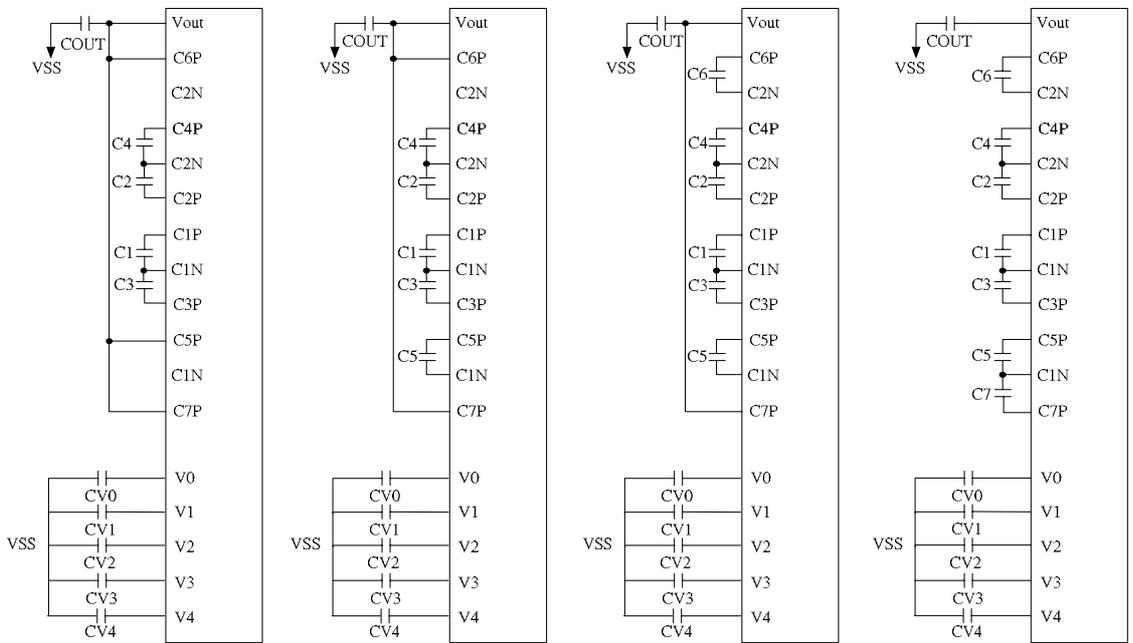 Vout
COUT
VSS
C6P
C2N
C4P
C4
C2N
C2
C2P
C1P
C1
C1N
C3
C3P
C5P
C1N
C7P
V0
CV0
V1
CV1
VSS
V2
CV2
V3
CV3
V4
CV4
Vout
COUT
VSS
C6P
C2N
C4P
C4
C2N
C2
C2P
C1P
C1
C1N
C3
C3P
C5P
C5
C1N
C7P
V0
CV0
V1
CV1
VSS
V2
CV2
V3
CV3
V4
CV4
Vout
COUT
VSS
C6P
C6
C2N
C4P
C4
C2N
C2
C2P
C1P
C1
C1N
C3
C3P
C5P
C5
C1N
C7P
V0
CV0
V1
CV1
VSS
V2
CV2
V3
CV3
V4
CV4
Vout
COUT
VSS
C6P
C6
C2N
C4P
C4
C2N
C2
C2P
C1P
C1
C1N
C3
C3P
C5P
C5
C1N
C7
C7P
V0
CV0
V1
CV1
VSS
V2
CV2
V3
CV3
V4
CV4